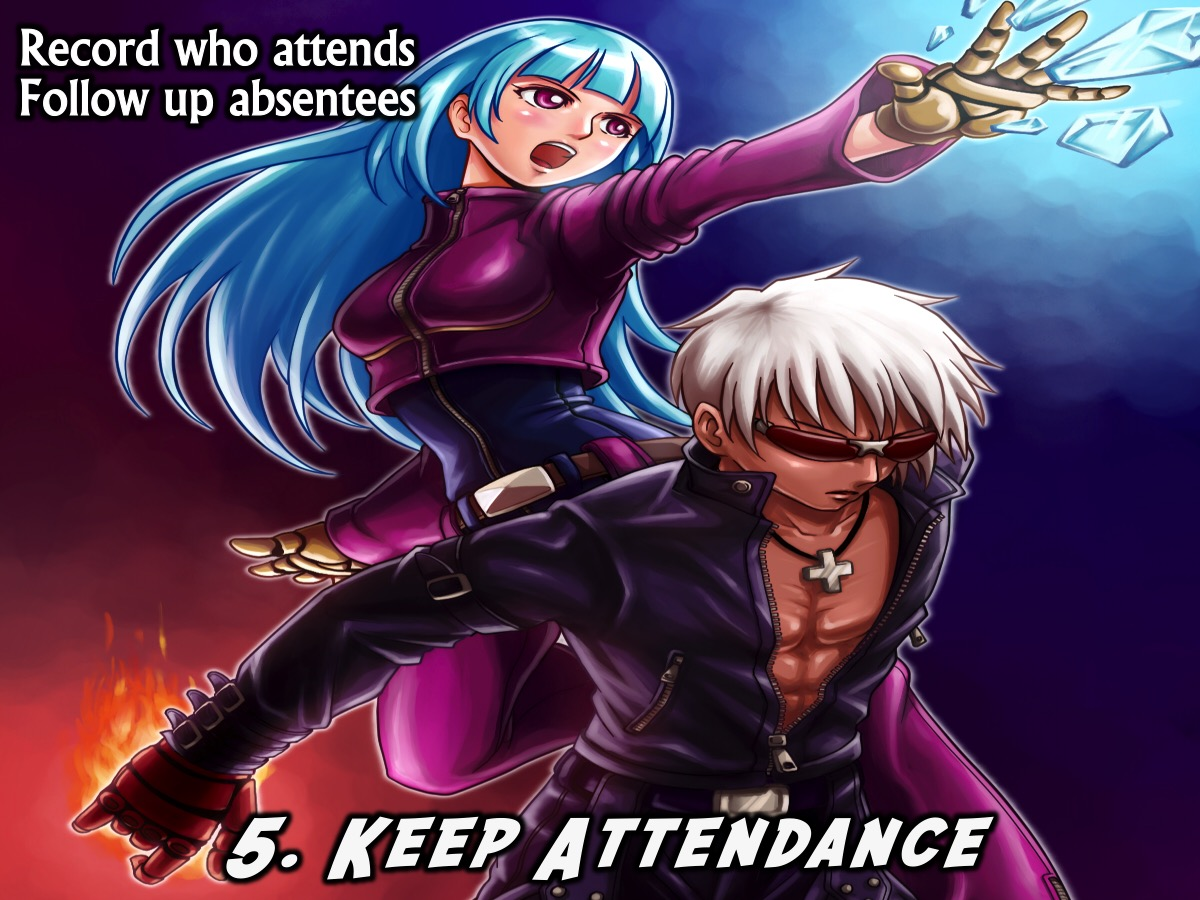 Record who attends
Follow up absentees
5. Keep Attendance